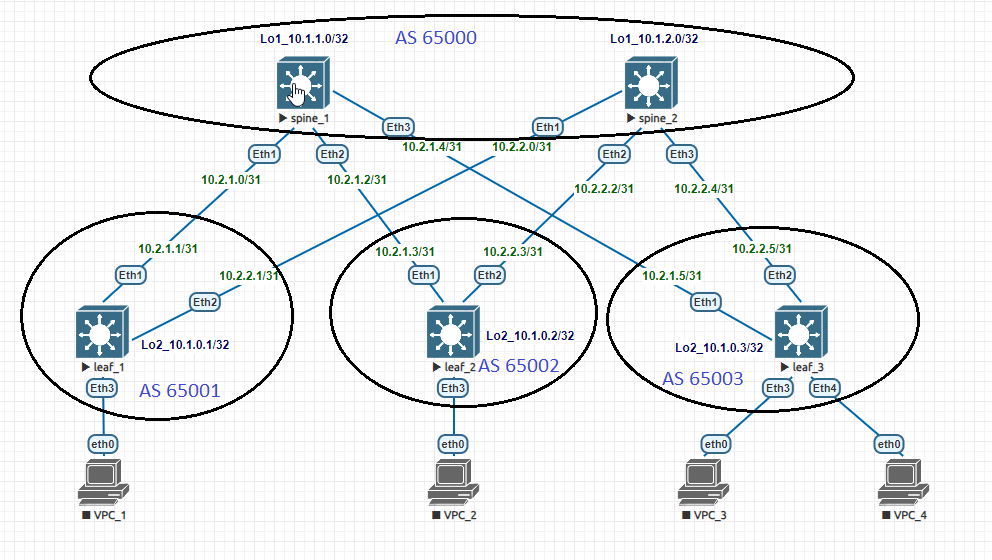 Lo1_10.1.1.0/32
AS 65000
Lo1_10.1.2.0/32
spine_1
spine_2
Eth3
Eth1
10.2.1.4/31
10.2.2.0/31
Eth1
Eth2
Eth2
Eth3
10.2.1.0/31
10.2.1.2/31
10.2.2.2/31
10.2.2.4/31
10.2.1.1/31
10.2.1.3/31
10.2.2.3/31
10.2.2.5/31
Eth1
10.2.2.1/31
Eth1
Eth2
10.2.1.5/31
Eth2
Eth2
Eth1
Lo2_10.1.0.1/32
Lo2_10.1.0.2/32
Lo2_10.1.0.3/32
leaf_1
leaf_2
AS 65002
leaf_3
AS 65001
AS 65003
Eth3
Eth3
Eth3
Eth4
eth0
eth0
eth0
eth0
VPC_1
VPC_2
VPC_3
VPC_4